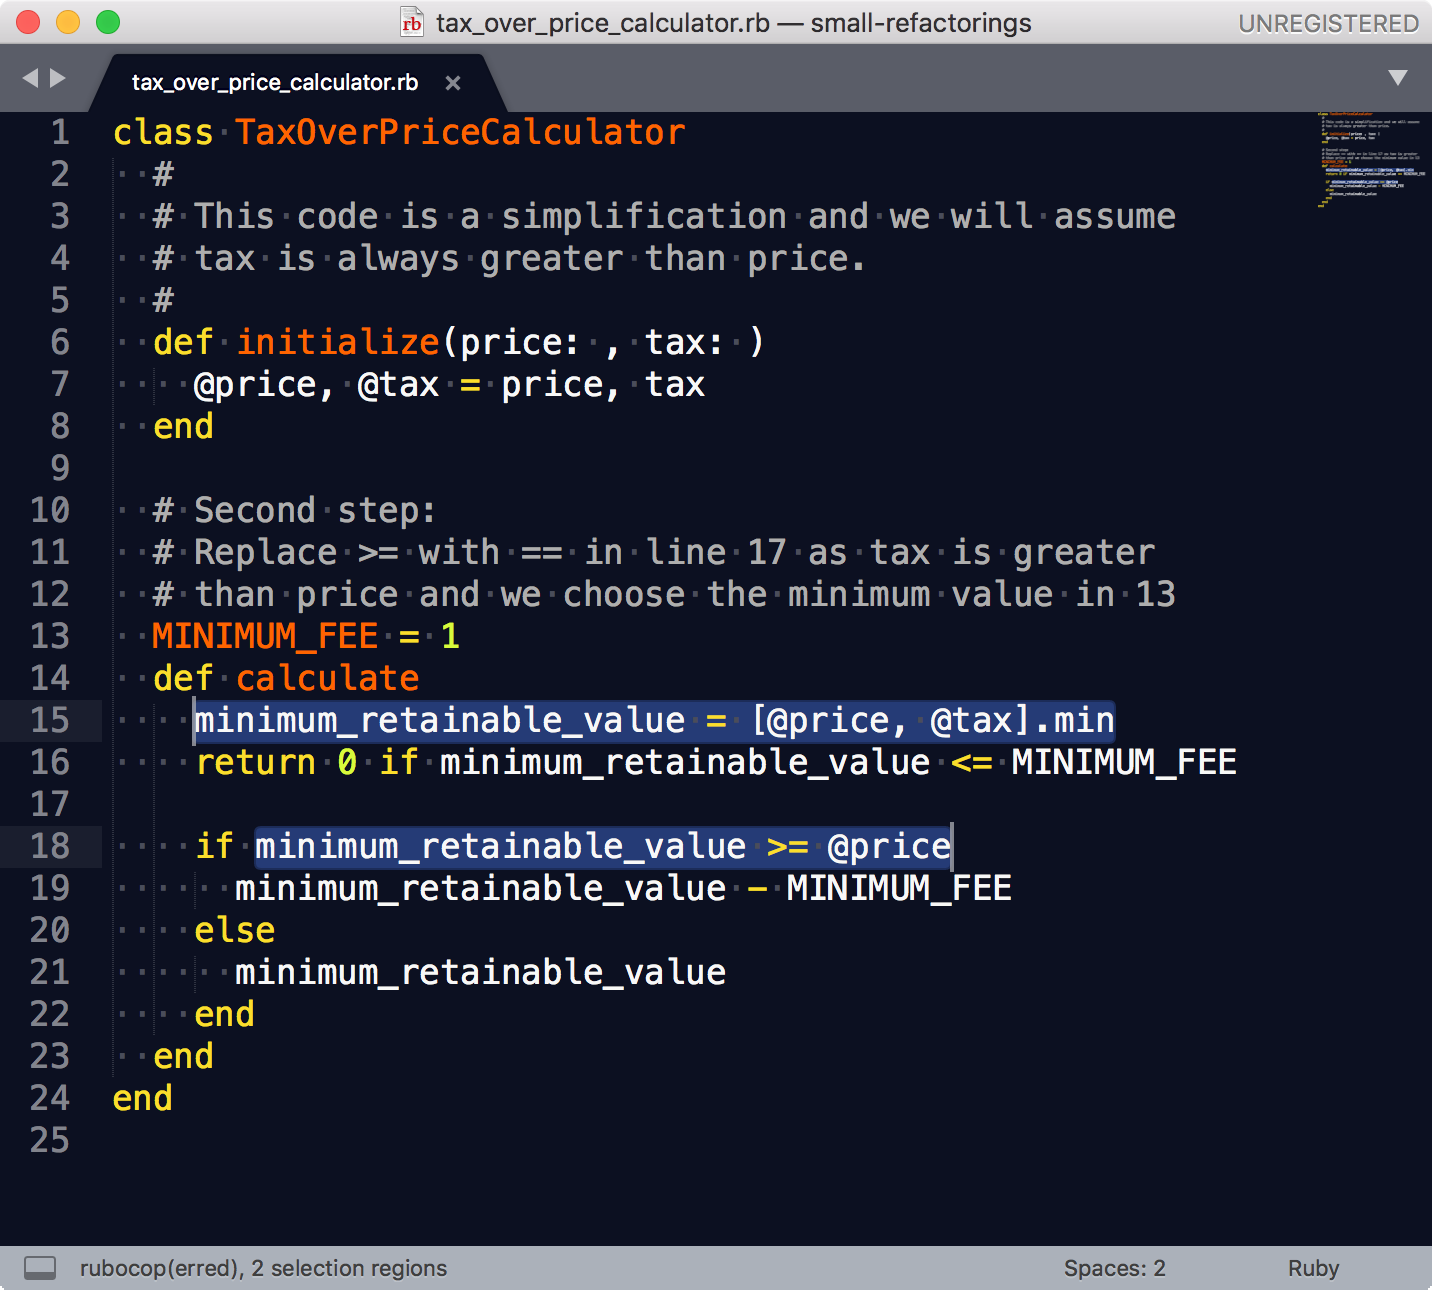 rb tax_over_price_calculator.rb — small-refactorings UNREGISTERED
tax_over_price_calculator.rb ×
1 class TaxOverPriceCalculator
2   #
3   # This code is a simplification and we will assume
4   # tax is always greater than price.
5   #
6   def initialize(price: , tax: )
7     @price, @tax = price, tax
8   end
9
10   # Second step:
11   # Replace >= with == in line 17 as tax is greater
12   # than price and we choose the minimum value in 13
13   MINIMUM_FEE = 1
14   def calculate
15     minimum_retainable_value = [@price, @tax].min
16     return 0 if minimum_retainable_value <= MINIMUM_FEE
17
18     if minimum_retainable_value >= @price
19       minimum_retainable_value - MINIMUM_FEE
20     else
21       minimum_retainable_value
22     end
23   end
24 end
25
rubocop(erred), 2 selection regions Spaces: 2 Ruby